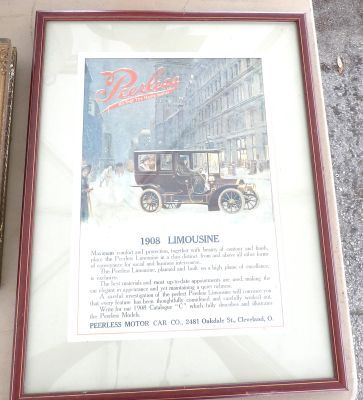 Peerless
1908 LIMOUSINE
Maximum comfort and protection, together with beauty of contour and finish,
place the Peerless Limousine in a class distinct from and above all other forms
of conveyance for social and business intercourse.
The Peerless Limousine, planned and built on a high plane of excellence,
is exclusive.
The best materials and most up-to-date appointments are used, making the
car elegant in appearance and yet maintaining a quiet richness.
A careful investigation of the perfect Peerless Limousine will convince you
that every feature has been thoughtfully considered and carefully worked out.
Write for our 1908 Catalogue "C" which fully describes and illustrates
the Peerless Models.
PEERLESS MOTOR CAR CO., 2481 Oakdale St., Cleveland, O.